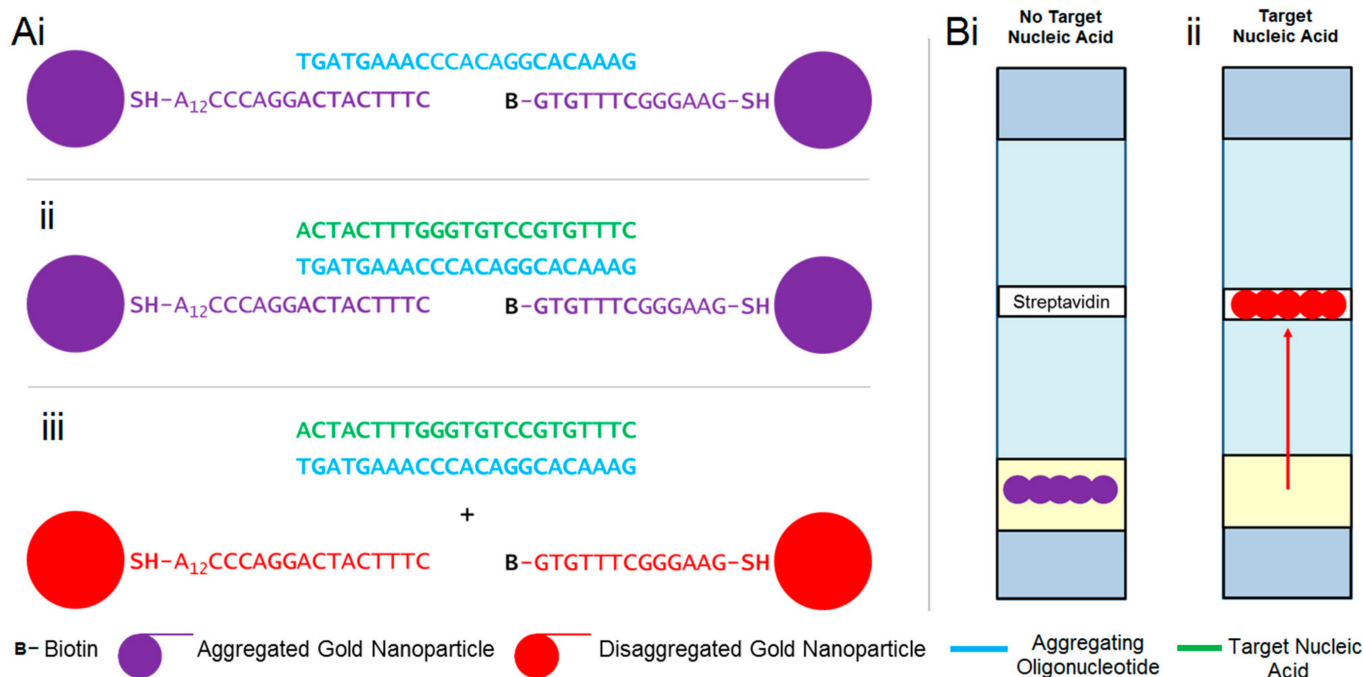 Ai
TGATGAAACCCACAGGCACAAAG
SH-A₁₂CCCAGGACTACTTTC
B-GTGTTTCGGGAAG-SH
ii
ACTACTTTGGGTGTCCGTGTTTC
TGATGAAACCCACAGGCACAAAG
SH-A₁₂CCCAGGACTACTTTC
B-GTGTTTCGGGAAG-SH
iii
ACTACTTTGGGTGTCCGTGTTTC
TGATGAAACCCACAGGCACAAAG
+
SH-A₁₂CCCAGGACTACTTTC
B-GTGTTTCGGGAAG-SH
Bi
No Target
Nucleic Acid
Streptavidin
ii
Target
Nucleic Acid
B- Biotin
Aggregated Gold Nanoparticle
Disaggregated Gold Nanoparticle
Aggregating
Oligonucleotide
Target Nucleic
Acid